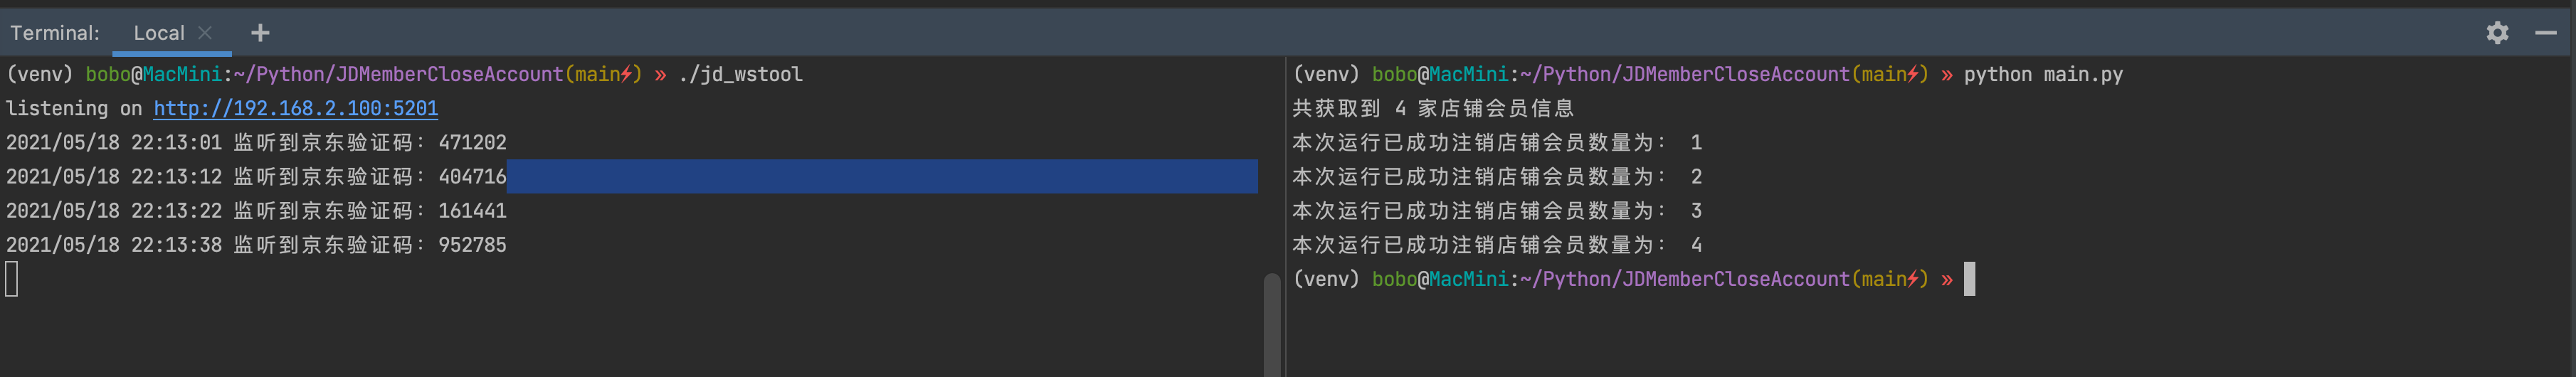 Terminal: Local × +
(venv) bobo@MacMini:~/Python/JDMemberCloseAccount(main⚡) » ./jd_wstool
listening on http://192.168.2.100:5201
2021/05/18 22:13:01 监听到京东验证码: 471202
2021/05/18 22:13:12 监听到京东验证码: 404716
2021/05/18 22:13:22 监听到京东验证码: 161441
2021/05/18 22:13:38 监听到京东验证码: 952785
(venv) bobo@MacMini:~/Python/JDMemberCloseAccount(main⚡) » python main.py
共获取到 4 家店铺会员信息
本次运行已成功注销店铺会员数量为: 1
本次运行已成功注销店铺会员数量为: 2
本次运行已成功注销店铺会员数量为: 3
本次运行已成功注销店铺会员数量为: 4
(venv) bobo@MacMini:~/Python/JDMemberCloseAccount(main⚡) »